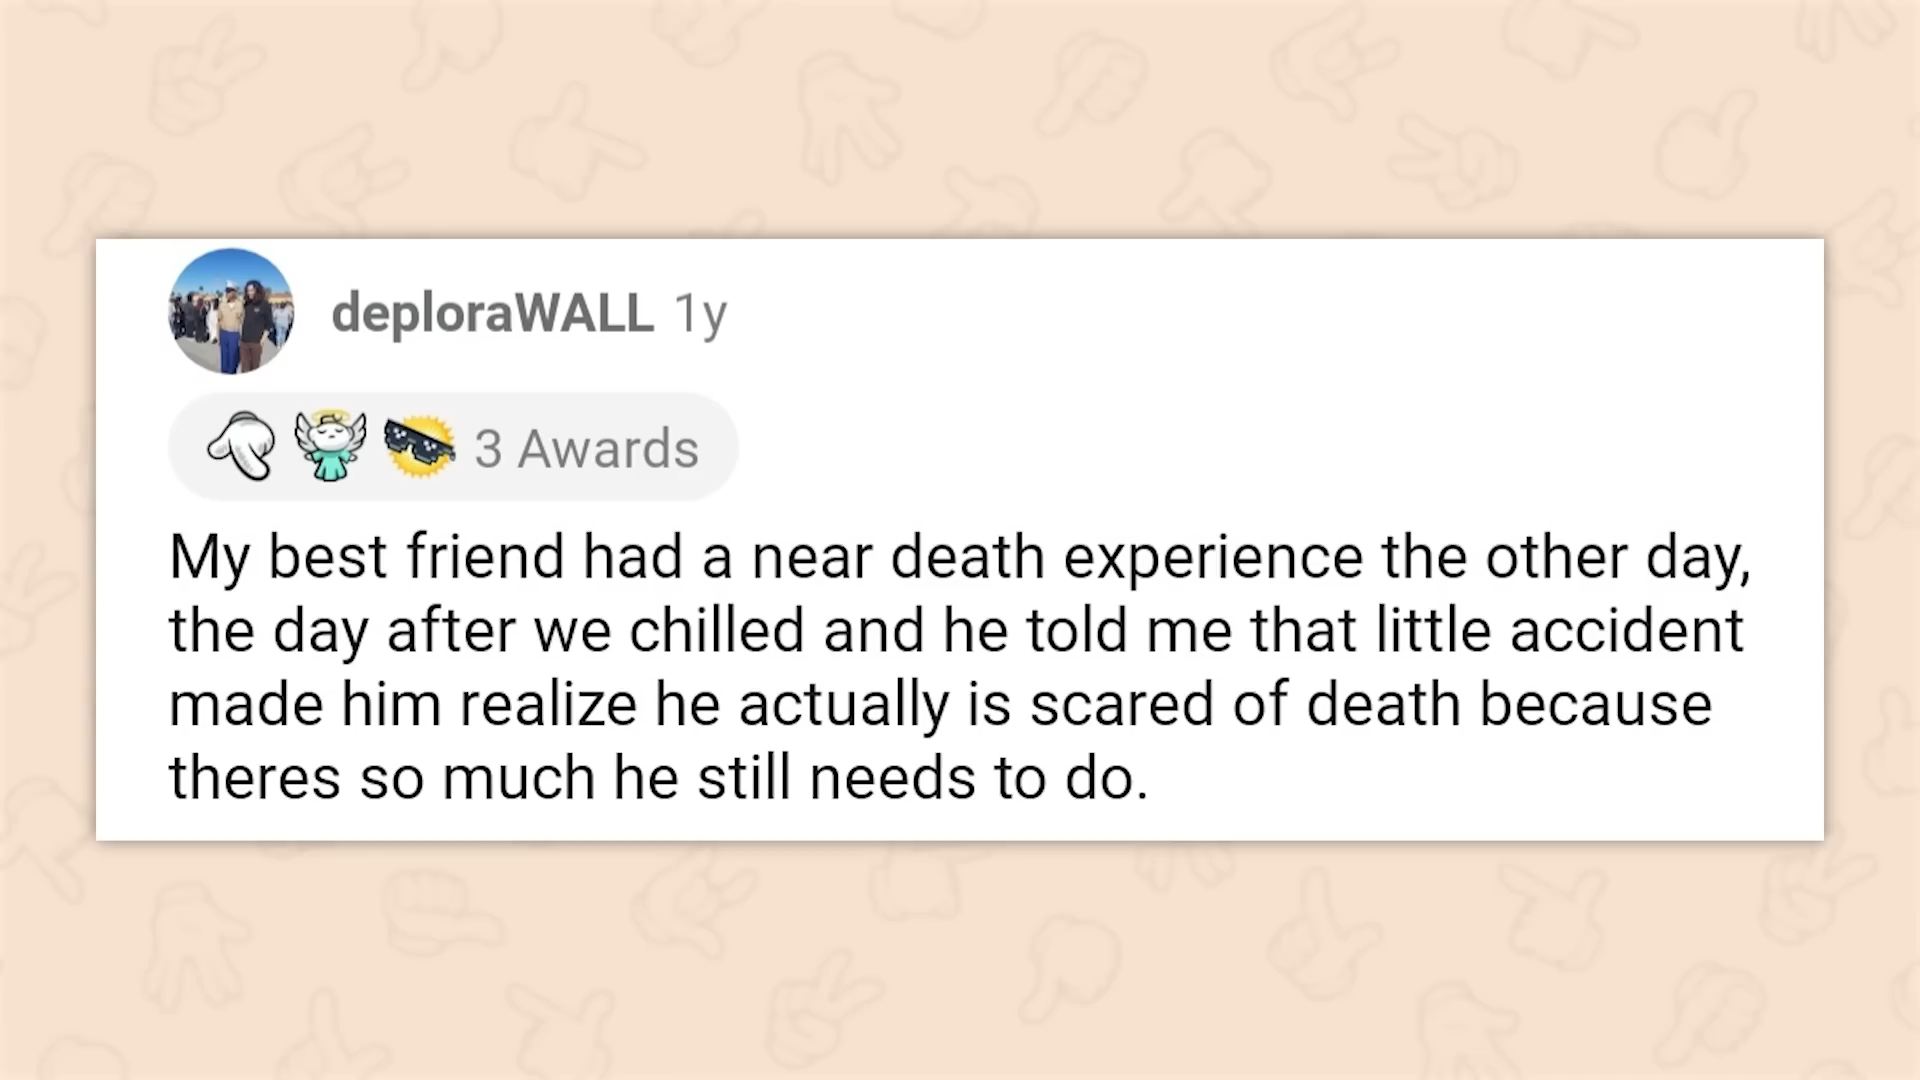 deploraWALL 1y
3 Awards
My best friend had a near death experience the other day,
the day after we chilled and he told me that little accident
made him realize he actually is scared of death because
theres so much he still needs to do.